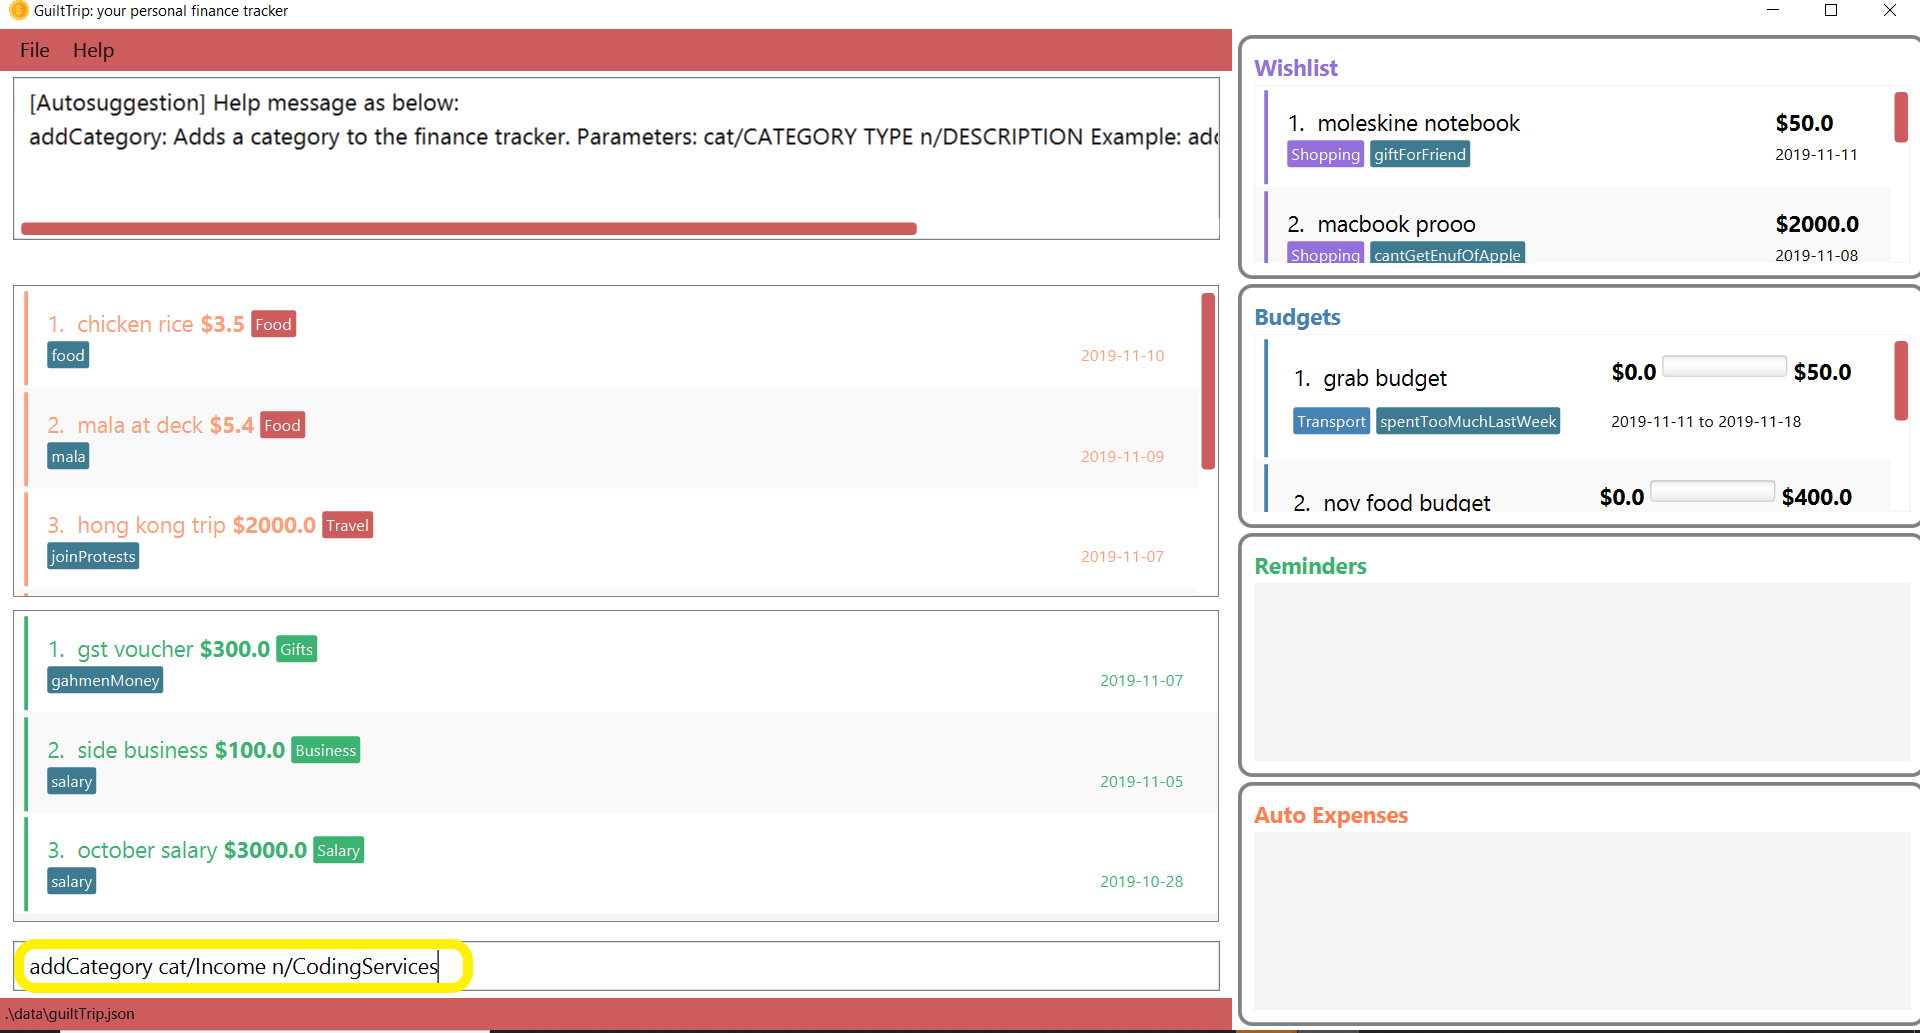 GuiltTrip: your personal finance tracker
File Help
[Autosuggestion] Help message as below:
addCategory: Adds a category to the finance tracker. Parameters: cat/CATEGORY TYPE n/DESCRIPTION Example: add
1. chicken rice $3.5 Food
food 2019-11-10
2. mala at deck $5.4 Food
mala 2019-11-09
3. hong kong trip $2000.0 Travel
joinProtests 2019-11-07
1. gst voucher $300.0 Gifts
gahmenMoney 2019-11-07
2. side business $100.0 Business
salary 2019-11-05
3. october salary $3000.0 Salary
salary 2019-10-28
addCategory cat/Income n/CodingServices
.\data\guiltTrip.json
Wishlist
1. moleskine notebook $50.0
Shopping giftForFriend 2019-11-11
2. macbook prooo $2000.0
Shopping cantGetEnufOfApple 2019-11-08
Budgets
1. grab budget $0.0 $50.0
Transport spentTooMuchLastWeek 2019-11-11 to 2019-11-18
2. nov food budget $0.0 $400.0
Reminders
Auto Expenses